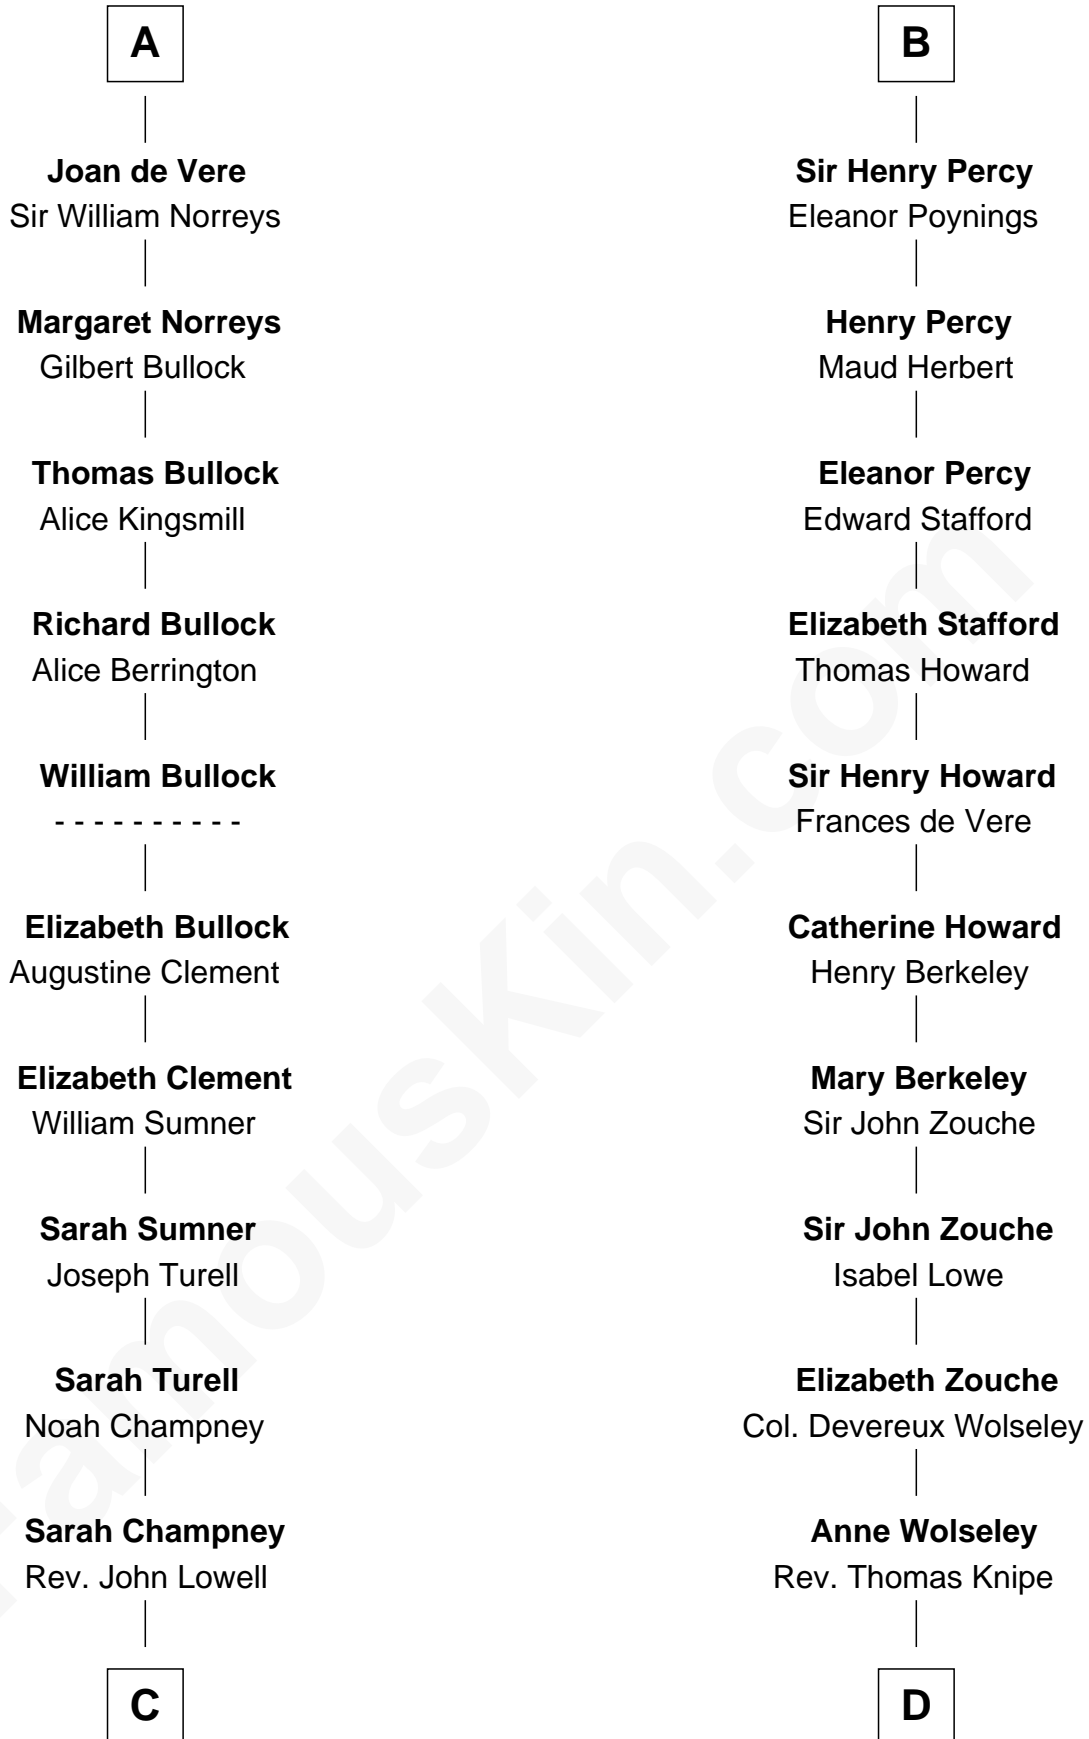 A
Joan de Vere
Sir William Norreys
Margaret Norreys
Gilbert Bullock
Thomas Bullock
Alice Kingsmill
Richard Bullock
Alice Berrington
William Bullock
- - - - - - - - - -
Elizabeth Bullock
Augustine Clement
Elizabeth Clement
William Sumner
Sarah Sumner
Joseph Turell
Sarah Turell
Noah Champney
Sarah Champney
Rev. John Lowell
C
B
Sir Henry Percy
Eleanor Poynings
Henry Percy
Maud Herbert
Eleanor Percy
Edward Stafford
Elizabeth Stafford
Thomas Howard
Sir Henry Howard
Frances de Vere
Catherine Howard
Henry Berkeley
Mary Berkeley
Sir John Zouche
Sir John Zouche
Isabel Lowe
Elizabeth Zouche
Col. Devereux Wolseley
Anne Wolseley
Rev. Thomas Knipe
D
FamousKin.com